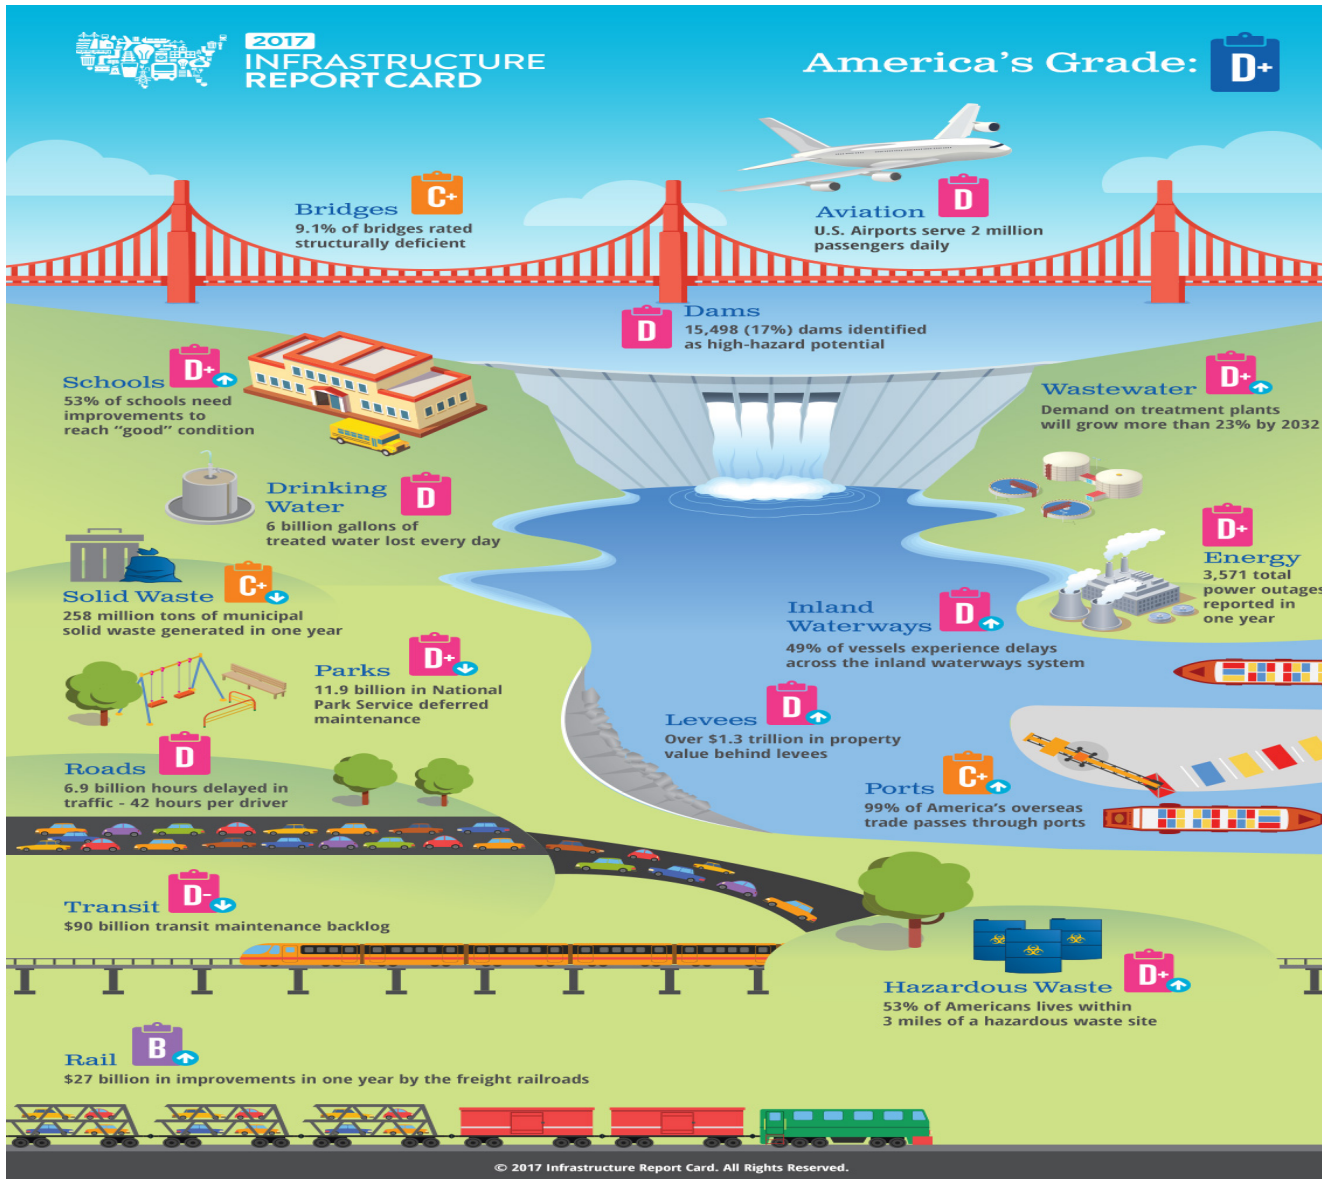 2017
INFRASTRUCTURE
REPORT CARD
America's Grade:
D+
Bridges
C+
9.1% of bridges rated
structurally deficient
Aviation
D
U.S. Airports serve 2 million
passengers daily
D
Dams
15,498 (17%) dams identified
as high-hazard potential
Schools
D+
53% of schools need
improvements to
reach “good” condition
Wastewater
D+
Demand on treatment plants
will grow more than 23% by 2032
Drinking
Water
D
6 billion gallons of
treated water lost every day
D+
Energy
3,571 total
power outages
reported in
one year
Solid Waste
C+
258 million tons of municipal
solid waste generated in one year
Inland
Waterways
D
49% of vessels experience delays
across the inland waterways system
Parks
D+
11.9 billion in National
Park Service deferred
maintenance
Levees
D
Over $1.3 trillion in property
value behind levees
Roads
D
6.9 billion hours delayed in
traffic - 42 hours per driver
Ports
C+
99% of America's overseas
trade passes through ports
Transit
D-
$90 billion transit maintenance backlog
Hazardous Waste
D+
53% of Americans lives within
3 miles of a hazardous waste site
Rail
B
$27 billion in improvements in one year by the freight railroads
© 2017 Infrastructure Report Card. All Rights Reserved.